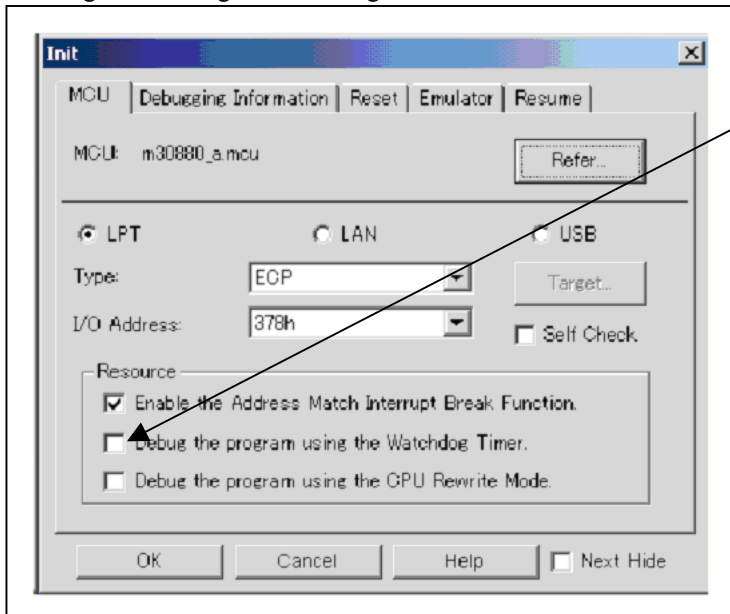 Init
MCU Debugging Information Reset Emulator Resume
MCU: m30880_a.mcu Refer...
LPT LAN USB
Type: ECP Target...
I/O Address: 378h Self Check.
Resource
Enable the Address Match Interrupt Break Function.
Debug the program using the Watchdog Timer.
Debug the program using the CPU Rewrite Mode.
OK Cancel Help Next Hide